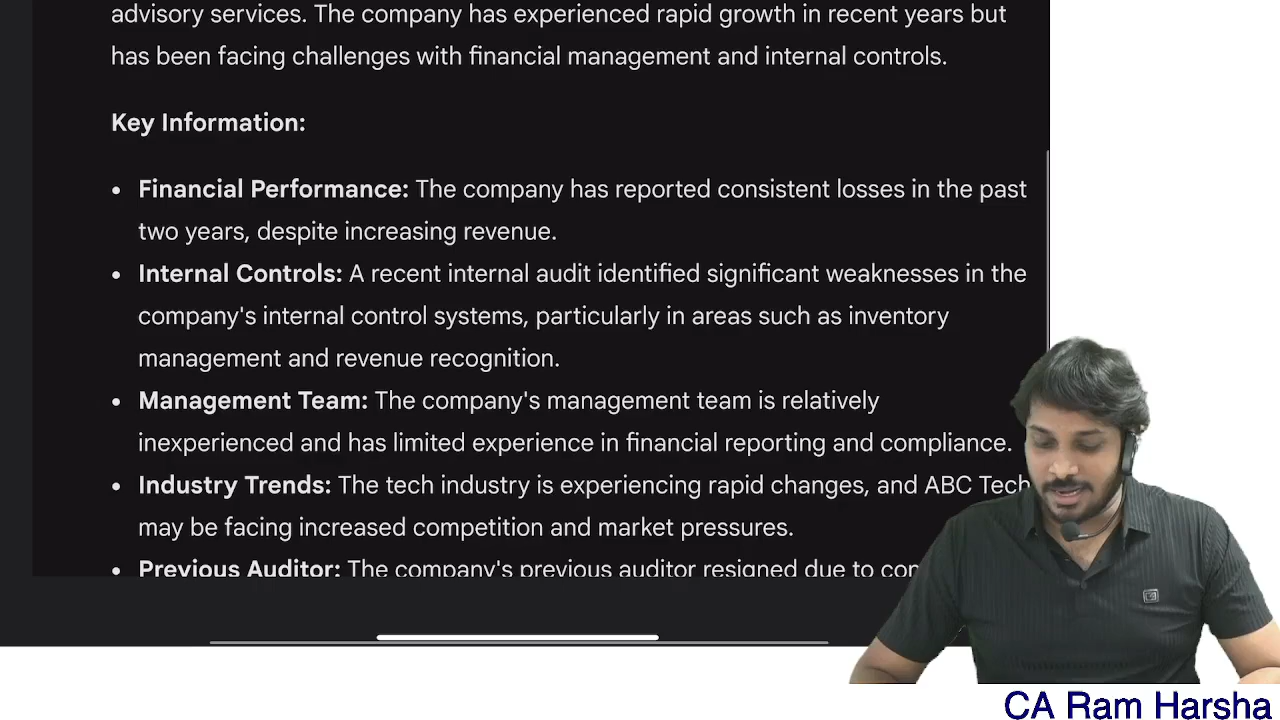 advisory services. The company has experienced rapid growth in recent years but
has been facing challenges with financial management and internal controls.
Key Information:
• Financial Performance: The company has reported consistent losses in the past
two years, despite increasing revenue.
• Internal Controls: A recent internal audit identified significant weaknesses in the
company's internal control systems, particularly in areas such as inventory
management and revenue recognition.
• Management Team: The company's management team is relatively
inexperienced and has limited experience in financial reporting and compliance.
• Industry Trends: The tech industry is experiencing rapid changes, and ABC Tech
may be facing increased competition and market pressures.
• Previous Auditor: The company's previous auditor resigned due to
CA Ram Harsha